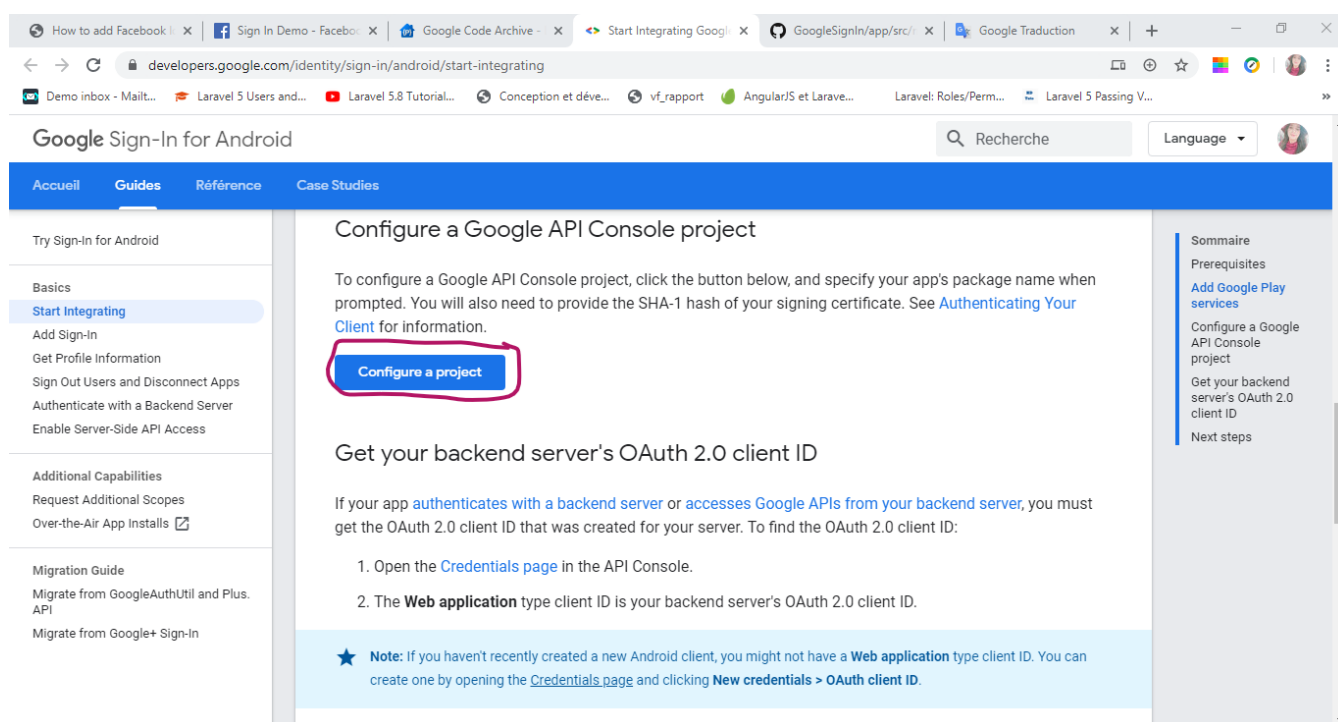 How to add Facebook
Sign In Demo - Facebo
Google Code Archive -
Start Integrating Googl
GoogleSignIn/app/src/
Google Traduction
developers.google.com/identity/sign-in/android/start-integrating
Demo inbox - Mailt...
Laravel 5 Users and...
Laravel 5.8 Tutorial...
Conception et déve...
vf_rapport
AngularJS et Larave...
Laravel: Roles/Perm...
Laravel 5 Passing V...
Google Sign-In for Android
Recherche
Language
Accueil
Guides
Référence
Case Studies
Try Sign-In for Android
Basics
Start Integrating
Add Sign-In
Get Profile Information
Sign Out Users and Disconnect Apps
Authenticate with a Backend Server
Enable Server-Side API Access
Additional Capabilities
Request Additional Scopes
Over-the-Air App Installs
Migration Guide
Migrate from GoogleAuthUtil and Plus.
API
Migrate from Google+ Sign-In
Configure a Google API Console project
To configure a Google API Console project, click the button below, and specify your app's package name when
prompted. You will also need to provide the SHA-1 hash of your signing certificate. See Authenticating Your
Client for information.
Configure a project
Get your backend server's OAuth 2.0 client ID
If your app authenticates with a backend server or accesses Google APIs from your backend server, you must
get the OAuth 2.0 client ID that was created for your server. To find the OAuth 2.0 client ID:
1. Open the Credentials page in the API Console.
2. The Web application type client ID is your backend server's OAuth 2.0 client ID.
Note: If you haven't recently created a new Android client, you might not have a Web application type client ID. You can
create one by opening the Credentials page and clicking New credentials > OAuth client ID.
Sommaire
Prerequisites
Add Google Play
services
Configure a Google
API Console
project
Get your backend
server's OAuth 2.0
client ID
Next steps